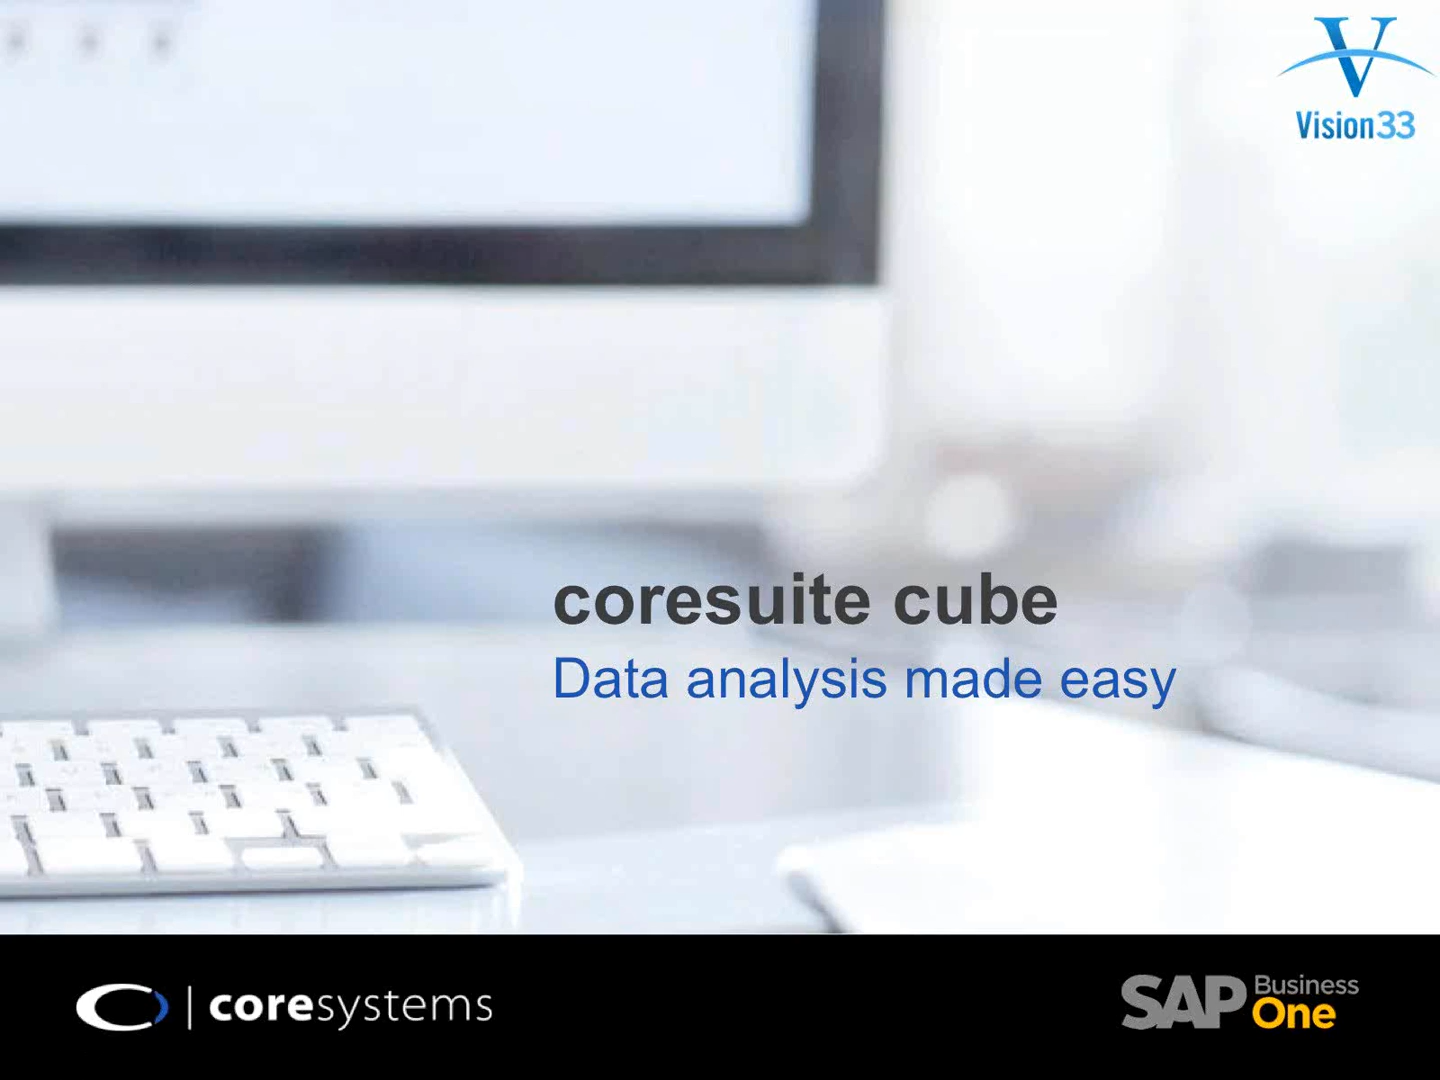 Vision33
coresuite cube
Data analysis made easy
coresystems
SAP Business One